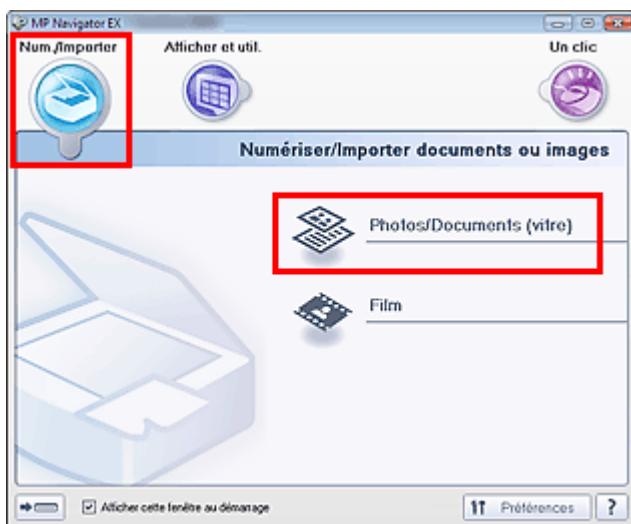 MP Navigator EX
Num./Importer
Afficher et util.
Un clic
Numériser/Importer documents ou images
Photos/Documents (vitre)
Film
Afficher cette fenêtre au démarrage
Préférences
?